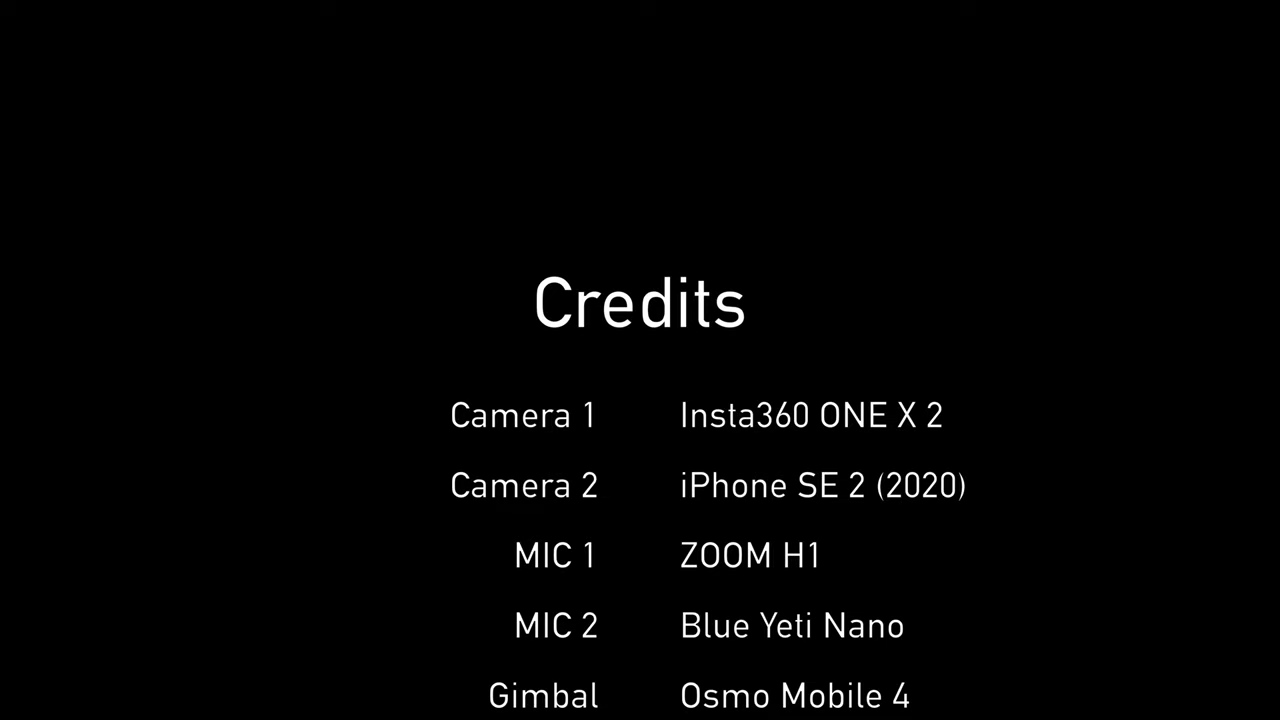 Credits
Camera 1 Insta360 ONE X 2
Camera 2 iPhone SE 2 (2020)
MIC 1 ZOOM H1
MIC 2 Blue Yeti Nano
Gimbal Osmo Mobile 4